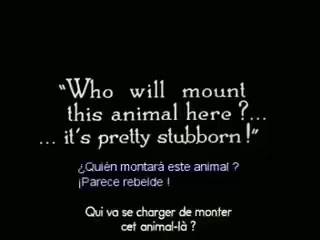 “Who will mount
this animal here ?...
... it's pretty stubborn!”
¿Quién montará este animal ?
¡Parece rebelde !
Qui va se charger de monter
cet animal-là ?